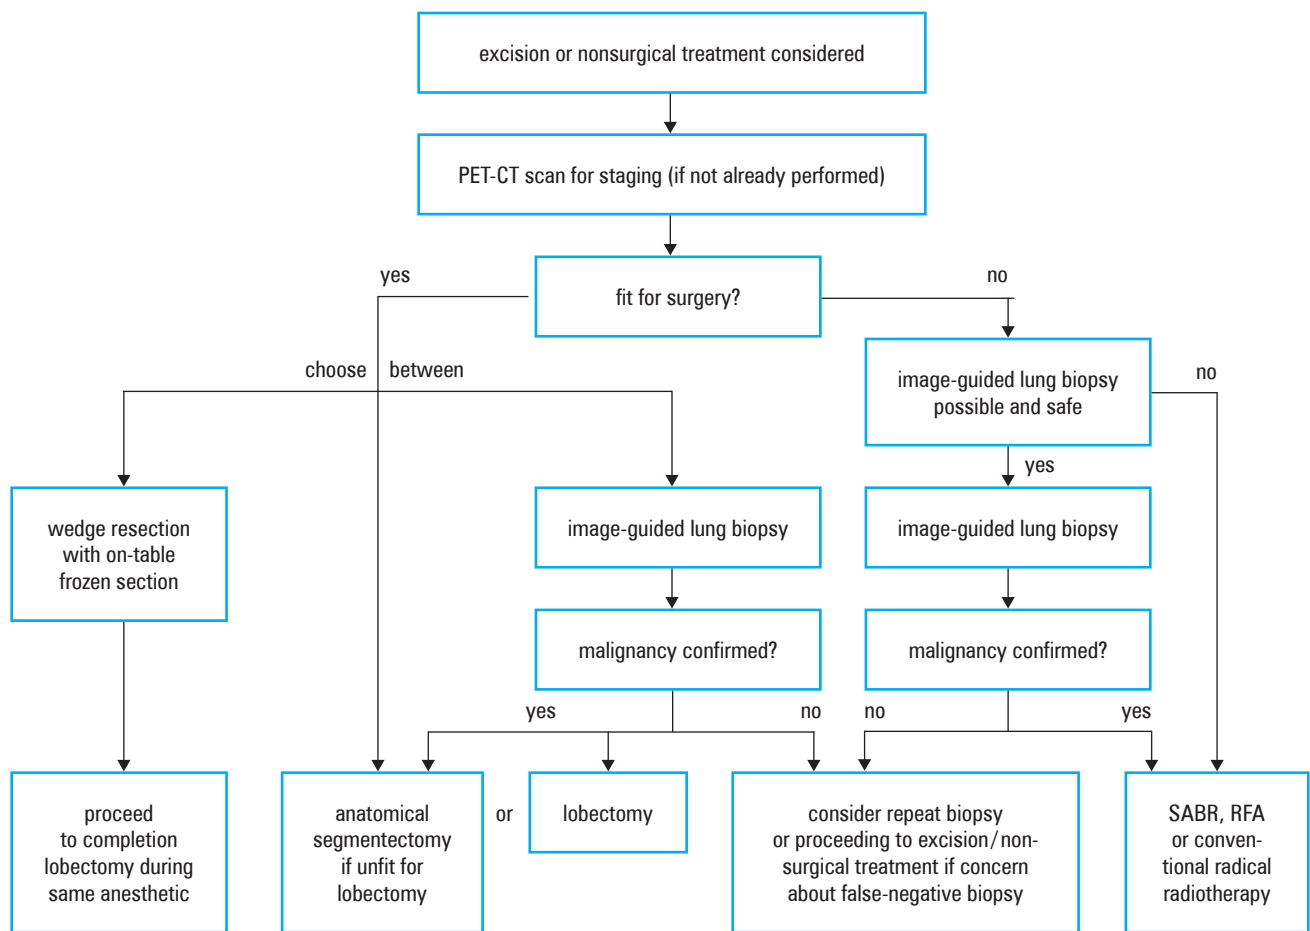 excision or nonsurgical treatment considered
PET-CT scan for staging (if not already performed)
yes
fit for surgery?
no
choose between
image-guided lung biopsy
possible and safe
no
yes
wedge resection
with on-table
frozen section
image-guided lung biopsy
image-guided lung biopsy
malignancy confirmed?
malignancy confirmed?
yes
no
no
yes
proceed
to completion
lobectomy during
same anesthetic
anatomical
segmentectomy
if unfit for
lobectomy
or
lobectomy
consider repeat biopsy
or proceeding to excision/non-
surgical treatment if concern
about false-negative biopsy
SABR, RFA
or conven-
tional radical
radiotherapy